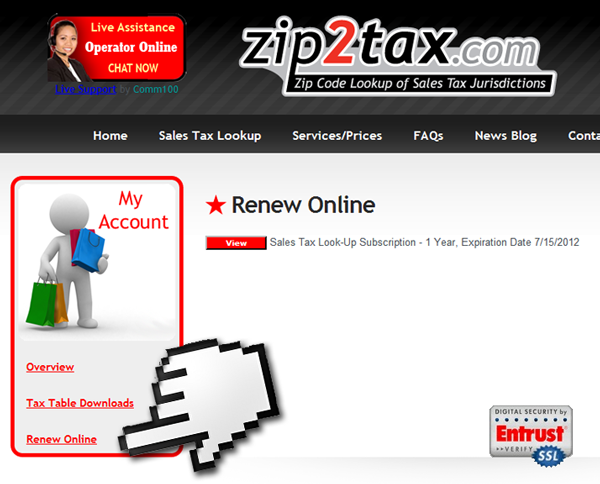 Live Assistance
Operator Online
CHAT NOW
Live Support by Comm100
zip2tax.com
Zip Code Lookup of Sales Tax Jurisdictions
Home Sales Tax Lookup Services/Prices FAQs News Blog Conta
My
Account
Renew Online
View Sales Tax Look-Up Subscription - 1 Year, Expiration Date 7/15/2012
Overview
Tax Table Downloads
Renew Online
DIGITAL SECURITY by
Entrust
>>VERIFY
SSL